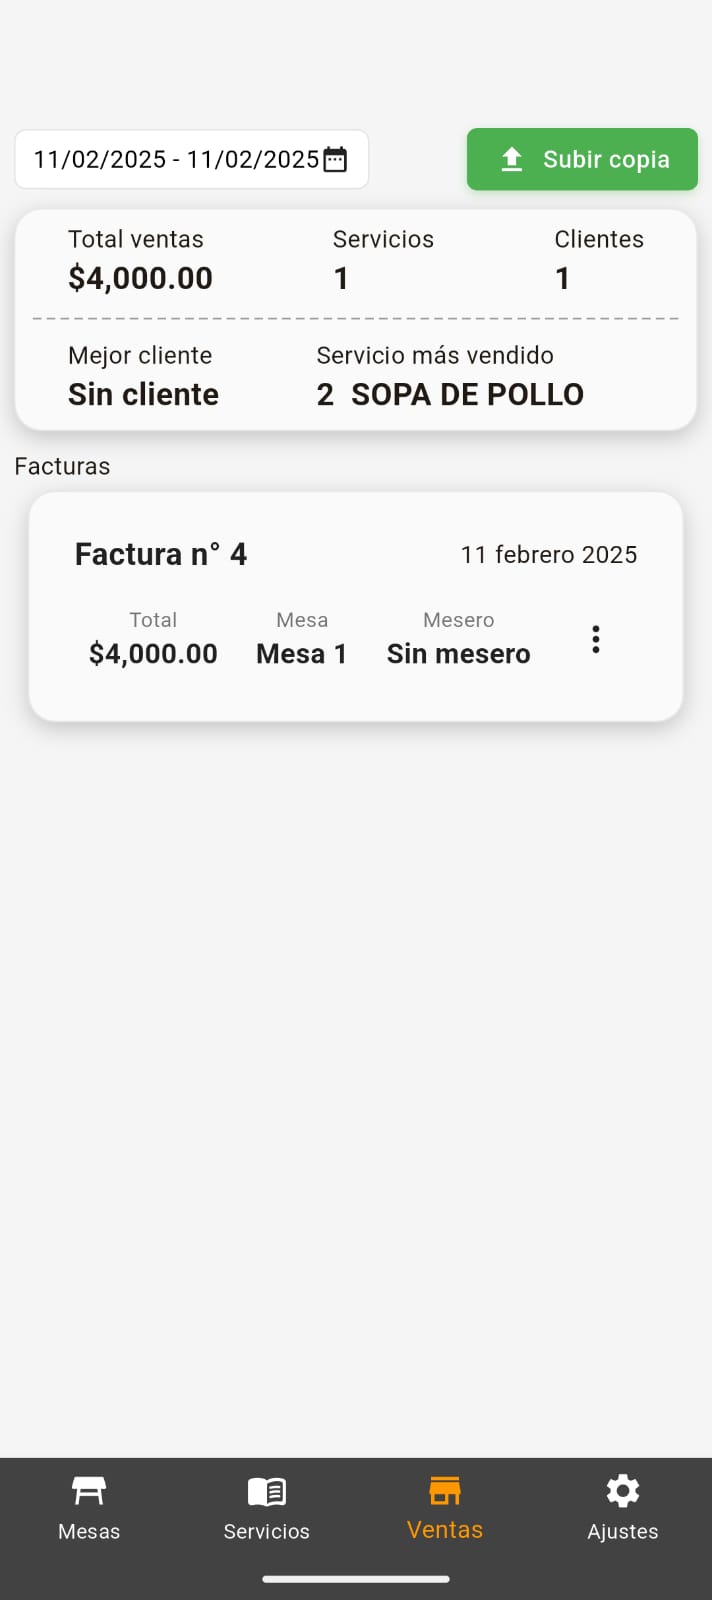 11/02/2025 - 11/02/2025
Subir copia
Total ventas
$4,000.00
Servicios
1
Clientes
1
Mejor cliente
Sin cliente
Servicio más vendido
2 SOPA DE POLLO
Facturas
Factura n° 4
11 febrero 2025
Total
$4,000.00
Mesa
Mesa 1
Mesero
Sin mesero
Mesas
Servicios
Ventas
Ajustes